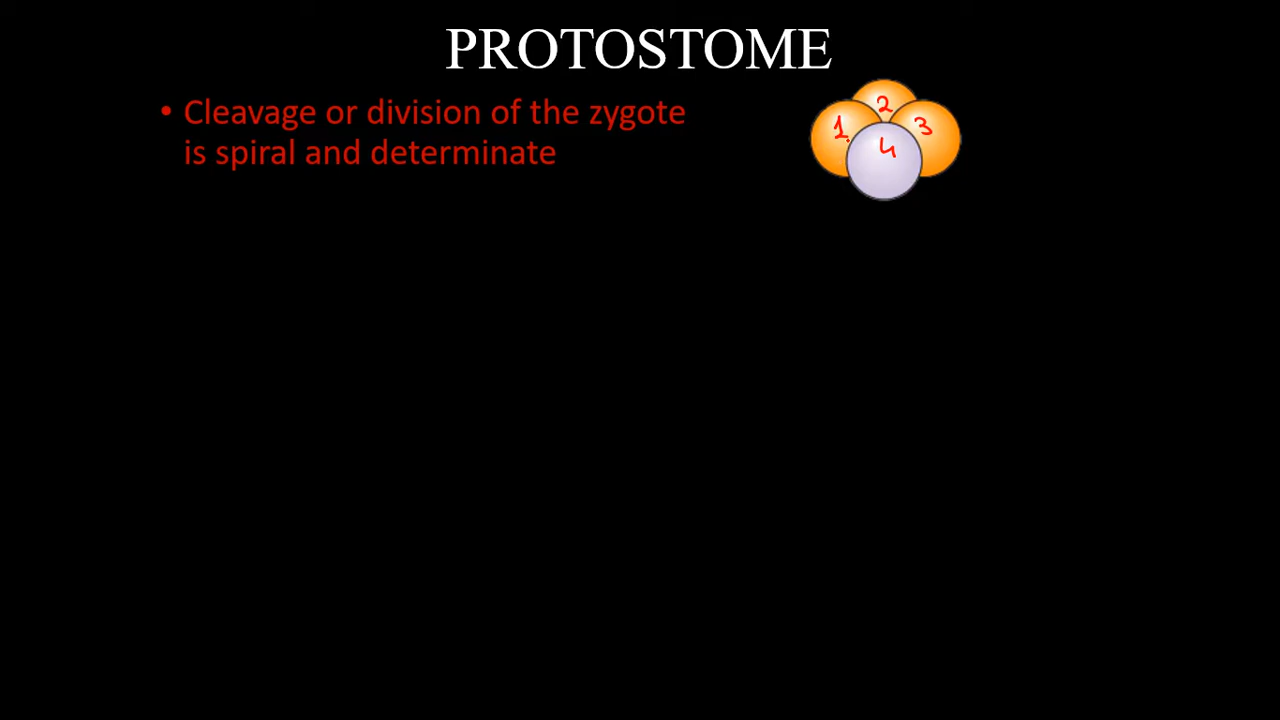 PROTOSTOME
• Cleavage or division of the zygote
is spiral and determinate
2
1 3
4